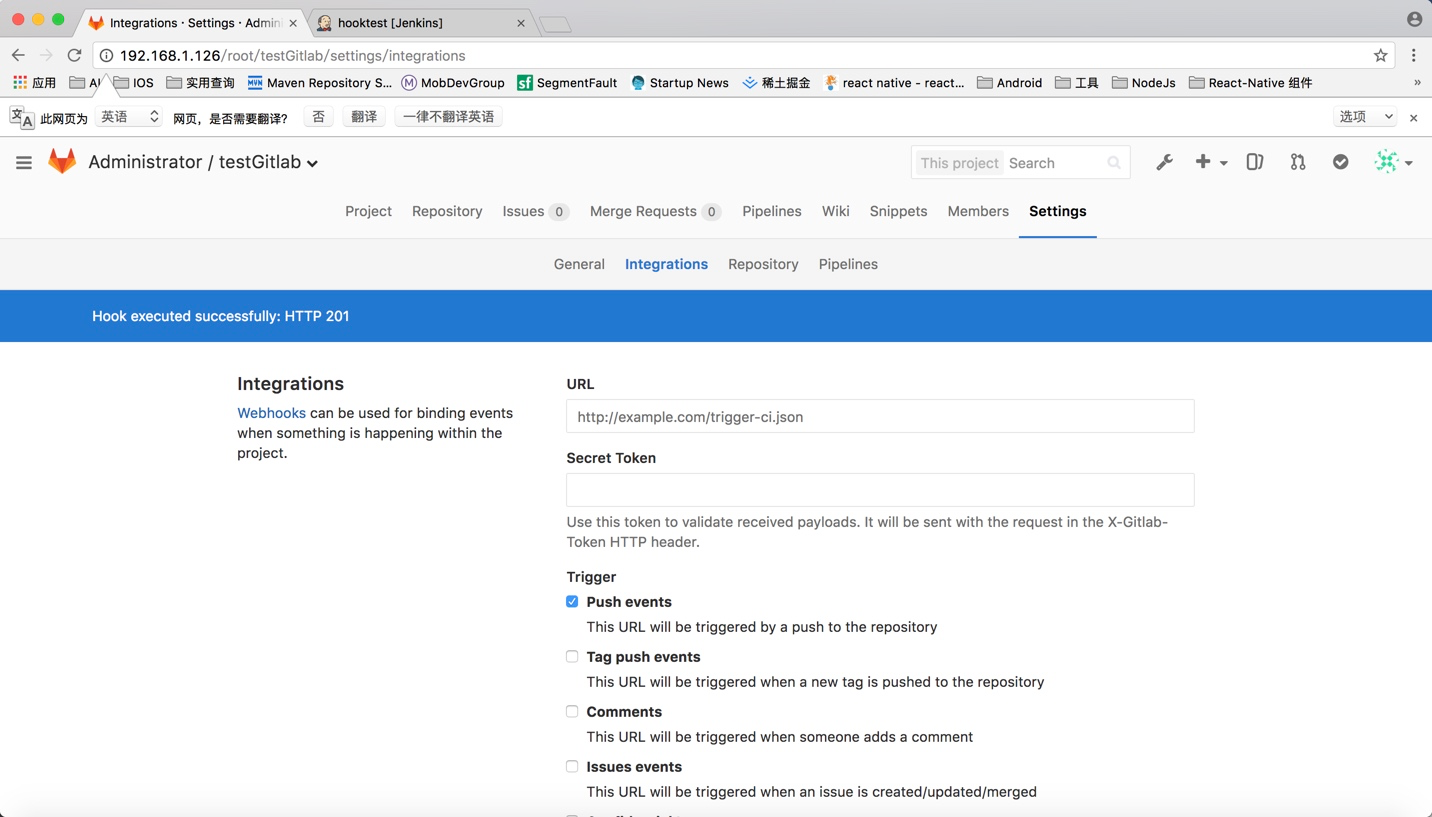 Integrations · Settings · Admini
hooktest [Jenkins]
192.168.1.126/root/testGitlab/settings/integrations
应用 AI IOS 实用查询 MVN Maven Repository S... M MobDevGroup sf SegmentFault Startup News 稀土掘金 react native - react... Android 工具 NodeJs React-Native 组件 »
文A 此网页为 英语 网页，是否需要翻译? 否 翻译 一律不翻译英语 选项
Administrator / testGitlab This project Search
Project Repository Issues 0 Merge Requests 0 Pipelines Wiki Snippets Members Settings
General Integrations Repository Pipelines
Hook executed successfully: HTTP 201
Integrations
Webhooks can be used for binding events
when something is happening within the
project.
URL
http://example.com/trigger-ci.json
Secret Token
Use this token to validate received payloads. It will be sent with the request in the X-Gitlab-
Token HTTP header.
Trigger
Push events
This URL will be triggered by a push to the repository
Tag push events
This URL will be triggered when a new tag is pushed to the repository
Comments
This URL will be triggered when someone adds a comment
Issues events
This URL will be triggered when an issue is created/updated/merged